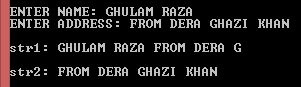 ENTER NAME: GHULAM RAZA
ENTER ADDRESS: FROM DERA GHAZI KHAN
str1: GHULAM RAZA FROM DERA G
str2: FROM DERA GHAZI KHAN